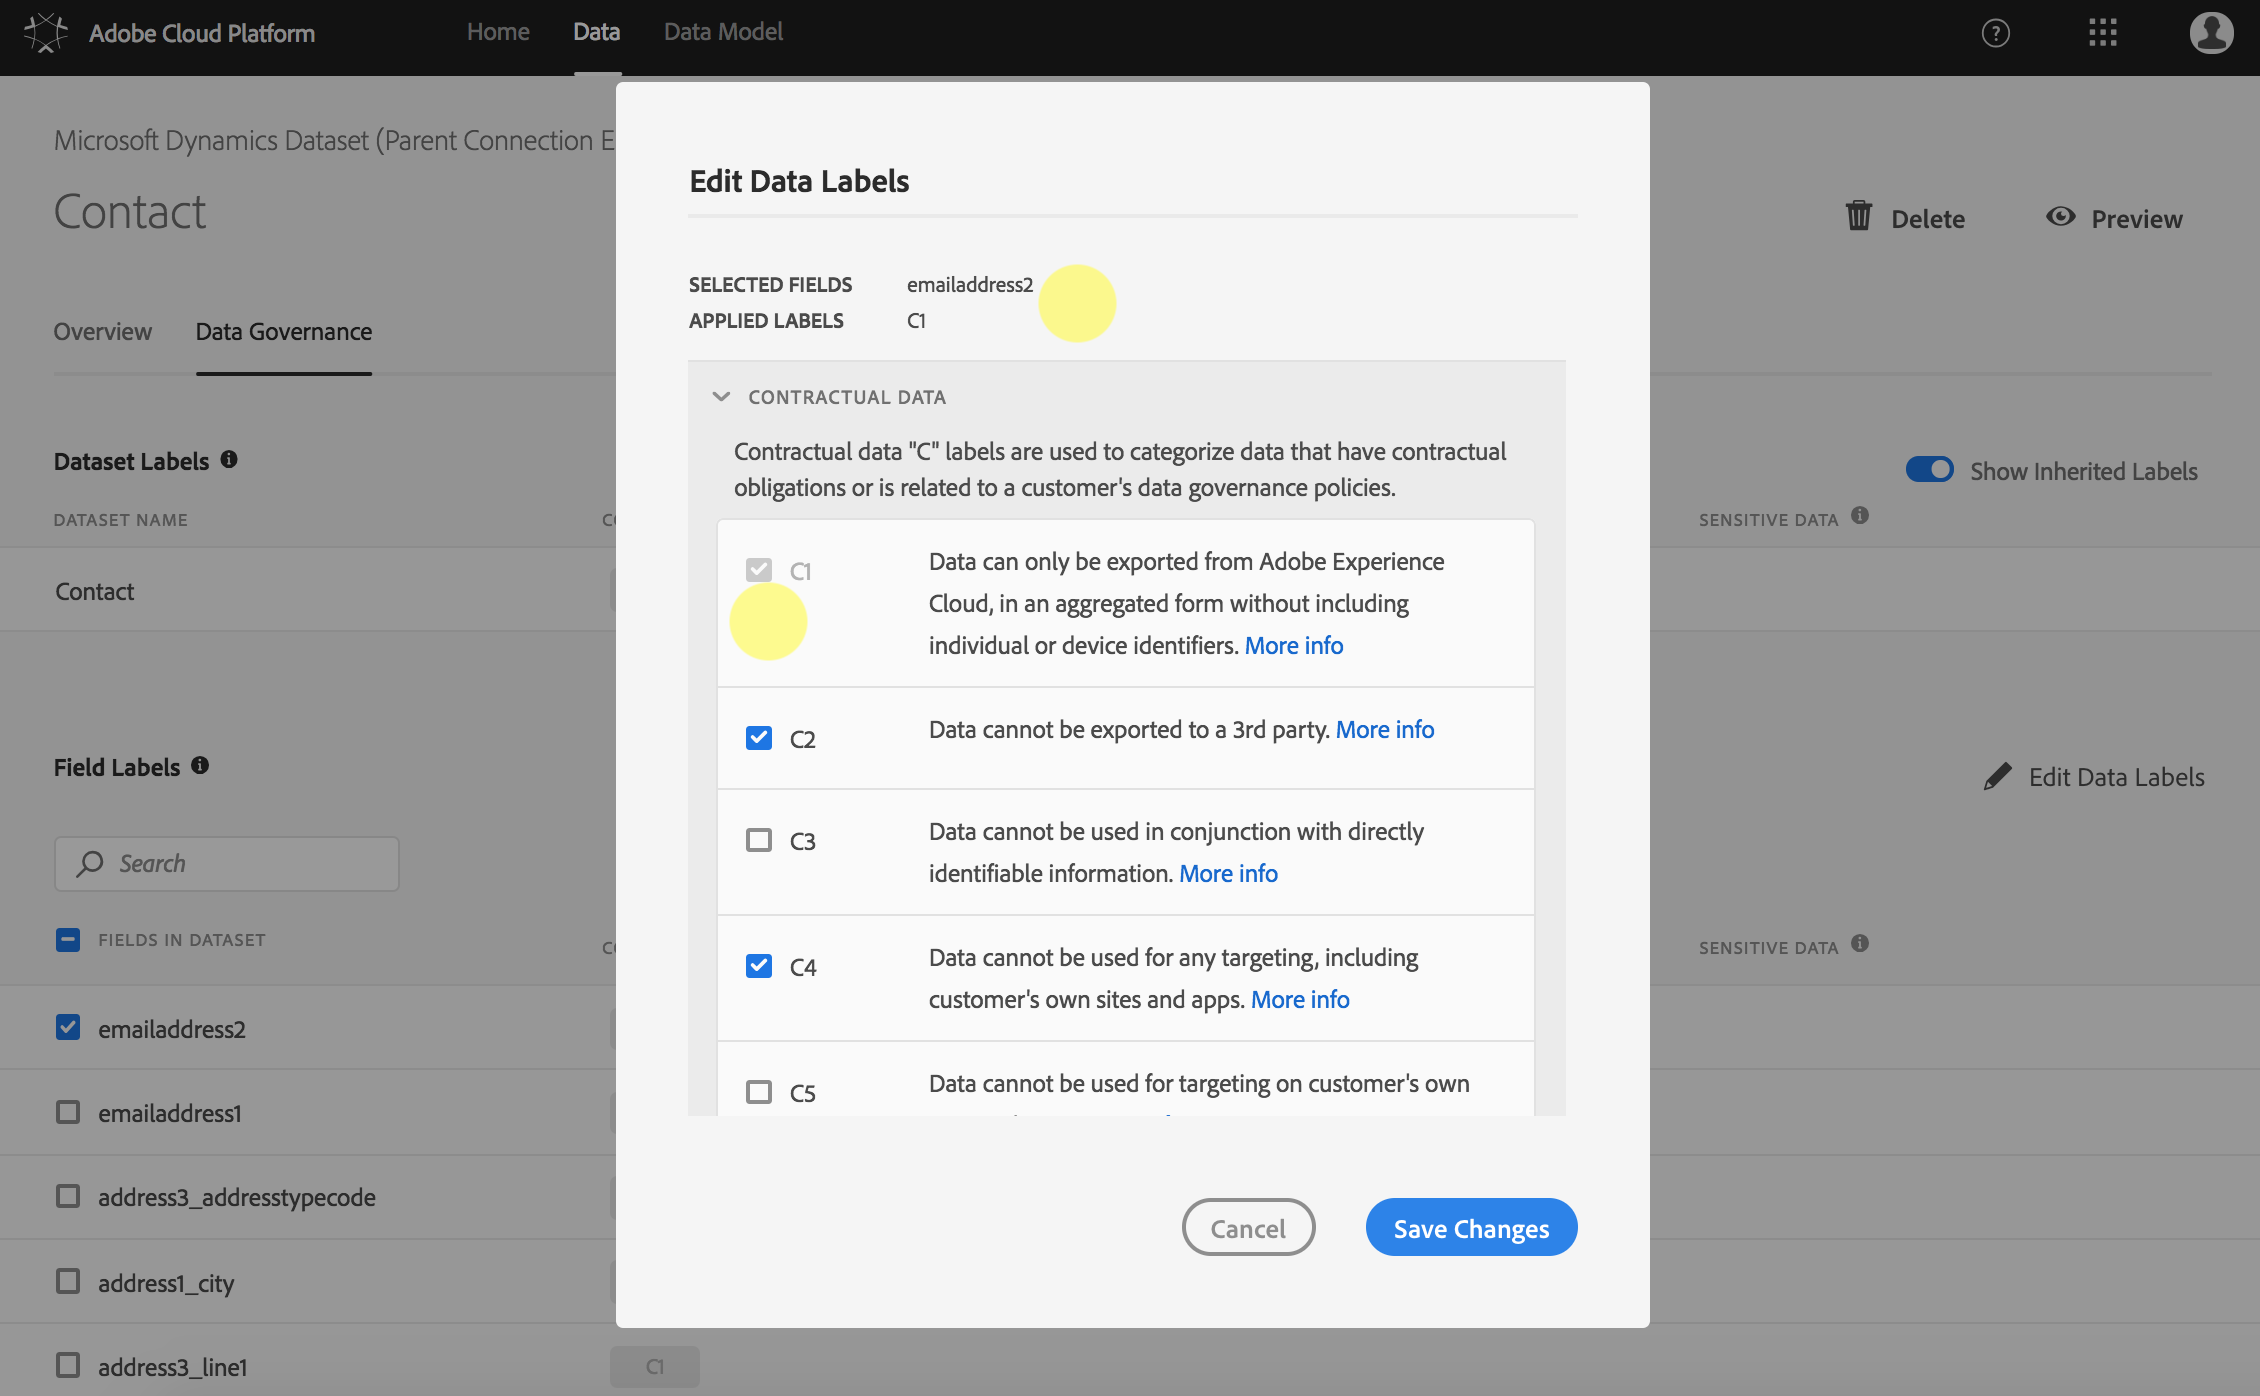 Adobe Cloud Platform Home Data Data Model
Microsoft Dynamics Dataset (Parent Connection E
Contact
Delete Preview
Overview Data Governance
Dataset Labels
Show Inherited Labels
DATASET NAME
SENSITIVE DATA
Contact
Field Labels
Edit Data Labels
Search
FIELDS IN DATASET
SENSITIVE DATA
emailaddress2
emailaddress1
address3_addresstypecode
address1_city
address3_line1 C1
Edit Data Labels
SELECTED FIELDS emailaddress2
APPLIED LABELS C1
CONTRACTUAL DATA
Contractual data "C" labels are used to categorize data that have contractual
obligations or is related to a customer's data governance policies.
C1 Data can only be exported from Adobe Experience
Cloud, in an aggregated form without including
individual or device identifiers. More info
C2 Data cannot be exported to a 3rd party. More info
C3 Data cannot be used in conjunction with directly
identifiable information. More info
C4 Data cannot be used for any targeting, including
customer's own sites and apps. More info
C5 Data cannot be used for targeting on customer's own
Cancel Save Changes